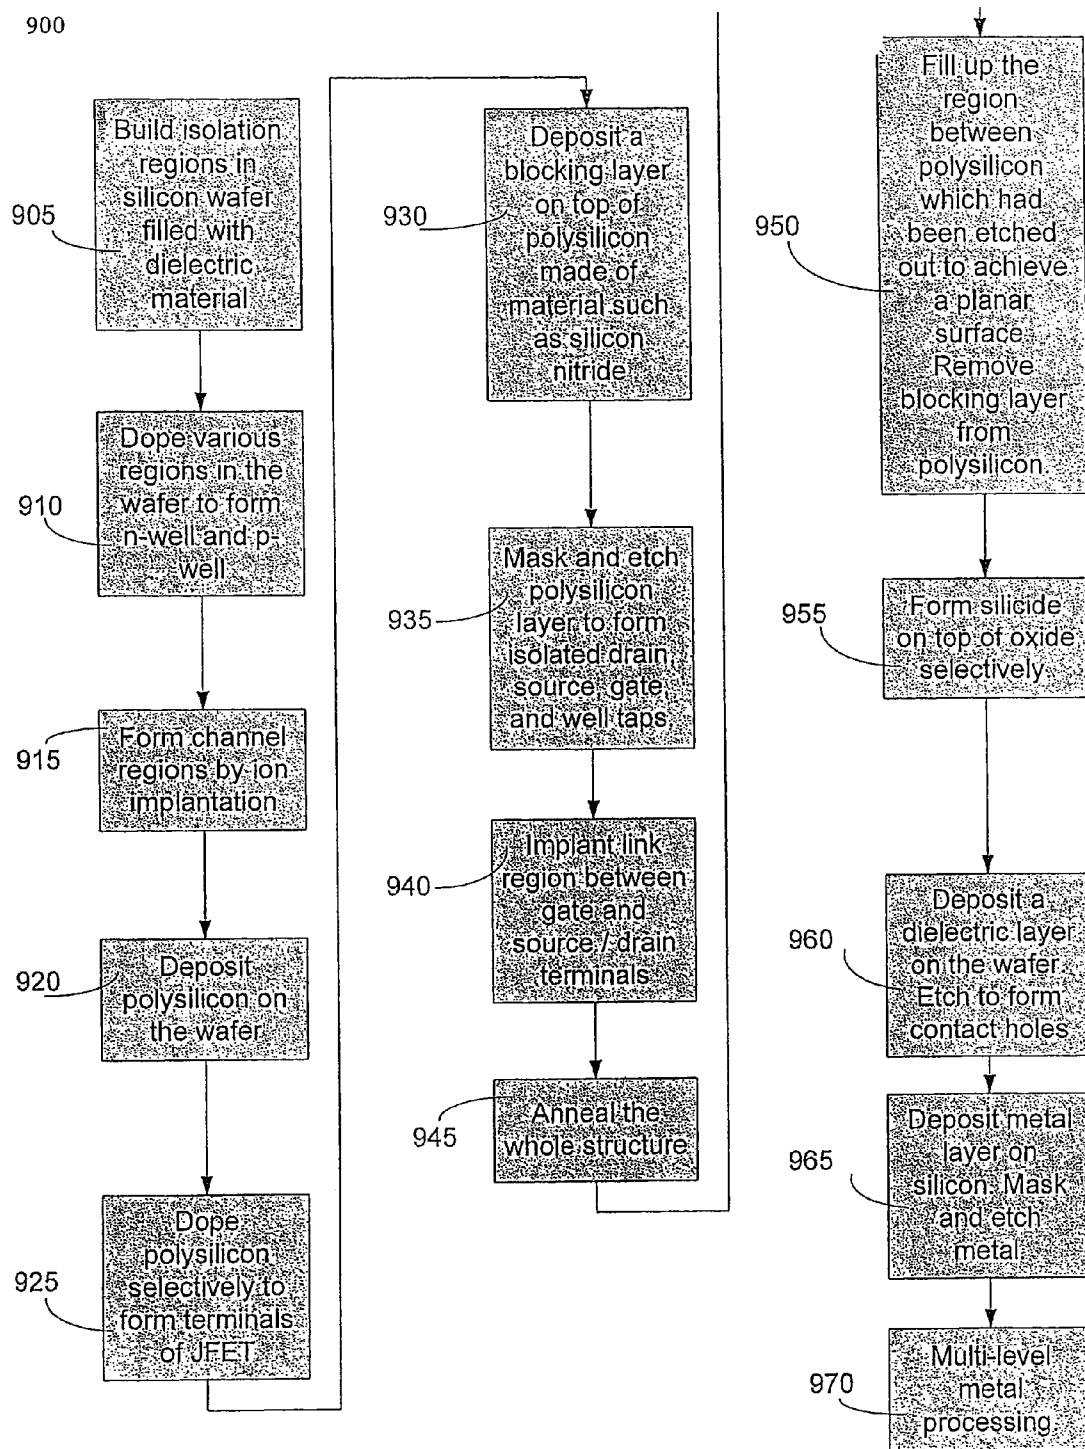 900
905
Build isolation
regions in
silicon wafer
filled with
dielectric
material
910
Dope various
regions in the
wafer to form
n-well and p-
well
915
Form channel
regions by ion
implantation
920
Deposit
polysilicon on
the wafer
925
Dope
polysilicon
selectively to
form terminals
of JFET
930
Deposit a
blocking layer
on top of
polysilicon
made of
material such
as silicon
nitride
935
Mask and etch
polysilicon
layer to form
isolated drain,
source, gate
and well taps,
940
Implant link
region between
gate and
source / drain
terminals
945
Anneal the
whole structure
950
Fill up the
region
between
polysilicon
which had
been etched
out to achieve
a planar
surface.
Remove
blocking layer
from
polysilicon.
955
Form silicide
on top of oxide
selectively.
960
Deposit a
dielectric layer
on the wafer.
Etch to form
contact holes
965
Deposit metal
layer on
silicon. Mask
and etch
metal.
970
Multi-level
metal
processing